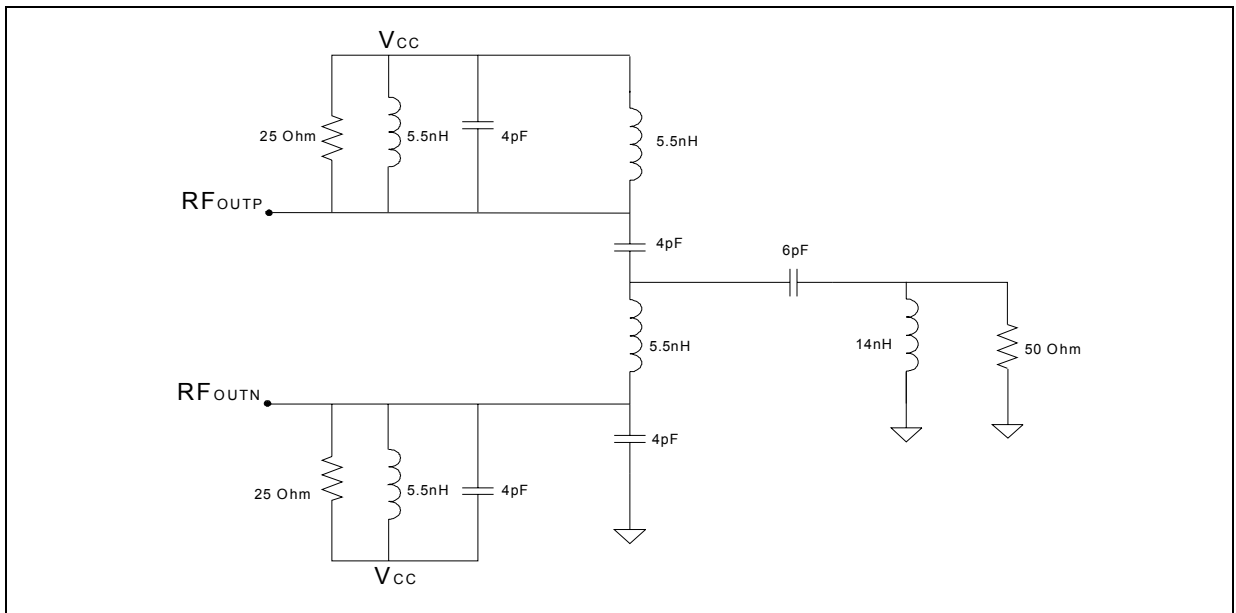 VCC
25 Ohm
5.5nH
4pF
5.5nH
RFOUTP
4pF
6pF
5.5nH
14nH
50 Ohm
RFOUTN
4pF
25 Ohm
5.5nH
4pF
VCC